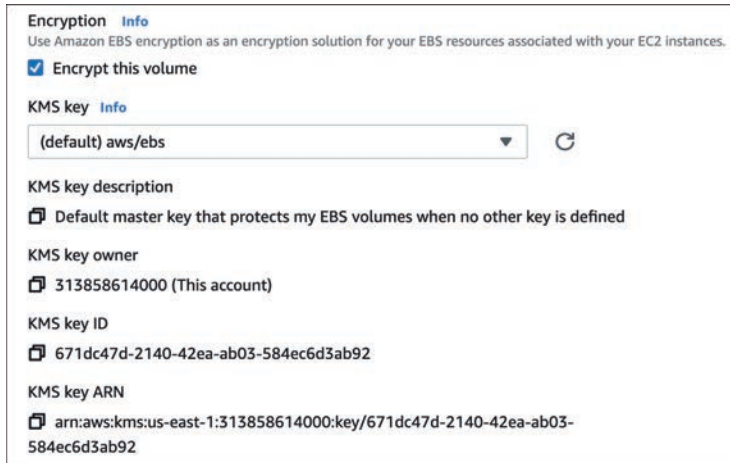 Encryption Info
Use Amazon EBS encryption as an encryption solution for your EBS resources associated with your EC2 instances.
Encrypt this volume
KMS key Info
(default) aws/ebs
KMS key description
Default master key that protects my EBS volumes when no other key is defined
KMS key owner
313858614000 (This account)
KMS key ID
671dc47d-2140-42ea-ab03-584ec6d3ab92
KMS key ARN
arn:aws:kms:us-east-1:313858614000:key/671dc47d-2140-42ea-ab03-
584ec6d3ab92